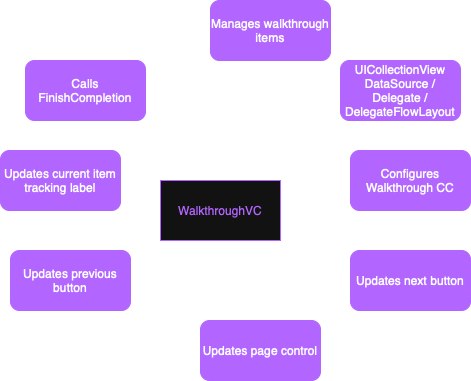 Manages walkthrough
items
Calls
FinishCompletion
UICollectionView
DataSource /
Delegate /
DelegateFlowLayout
Updates current item
tracking label
Configures
Walkthrough CC
WalkthroughVC
Updates previous
button
Updates next button
Updates page control